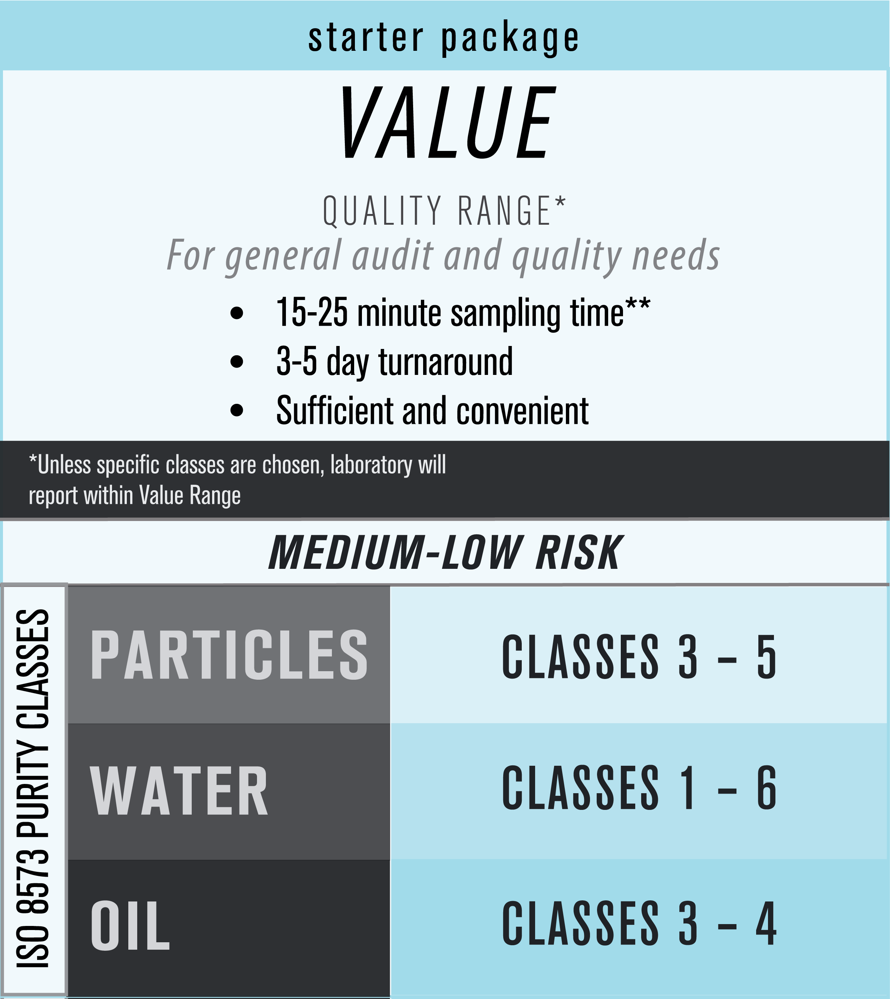 starter package
VALUE
QUALITY RANGE*
For general audit and quality needs
• 15-25 minute sampling time**
• 3-5 day turnaround
• Sufficient and convenient
*Unless specific classes are chosen, laboratory will
report within Value Range
MEDIUM-LOW RISK
ISO 8573 PURITY CLASSES
PARTICLES CLASSES 3 – 5
WATER CLASSES 1 – 6
OIL CLASSES 3 – 4